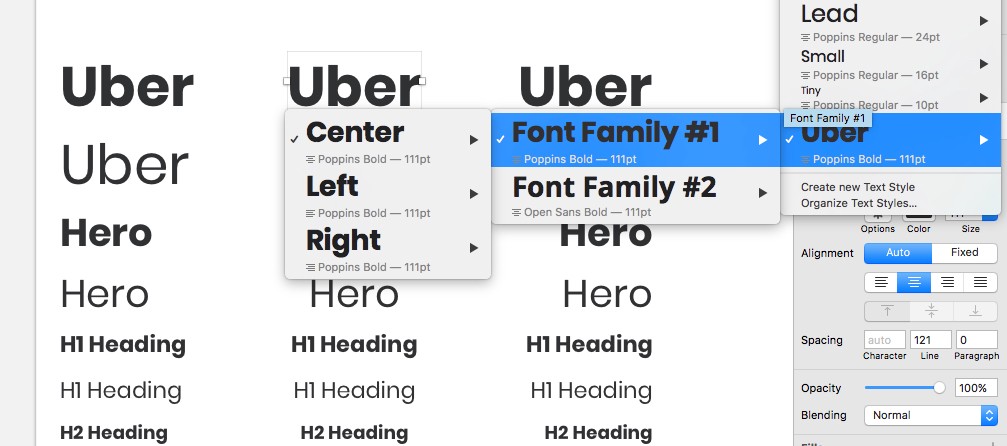 Lead
Poppins Regular — 24pt
Small
Poppins Regular — 16pt
Tiny
Poppins Regular — 10pt
Font Family #1
Uber
Poppins Bold — 111pt
Create new Text Style
Organize Text Styles...
Font Family #1
Poppins Bold — 111pt
Font Family #2
Open Sans Bold — 111pt
Center
Poppins Bold — 111pt
Left
Poppins Bold — 111pt
Right
Poppins Bold — 111pt
Uber Uber Uber
Uber
Hero Hero
Hero Hero Hero
H1 Heading H1 Heading H1 Heading
H1 Heading H1 Heading H1 Heading
H2 Heading H2 Heading H2 Heading
Options Color Size
Alignment Auto Fixed
Spacing auto 121 0
Character Line Paragraph
Opacity 100%
Blending Normal